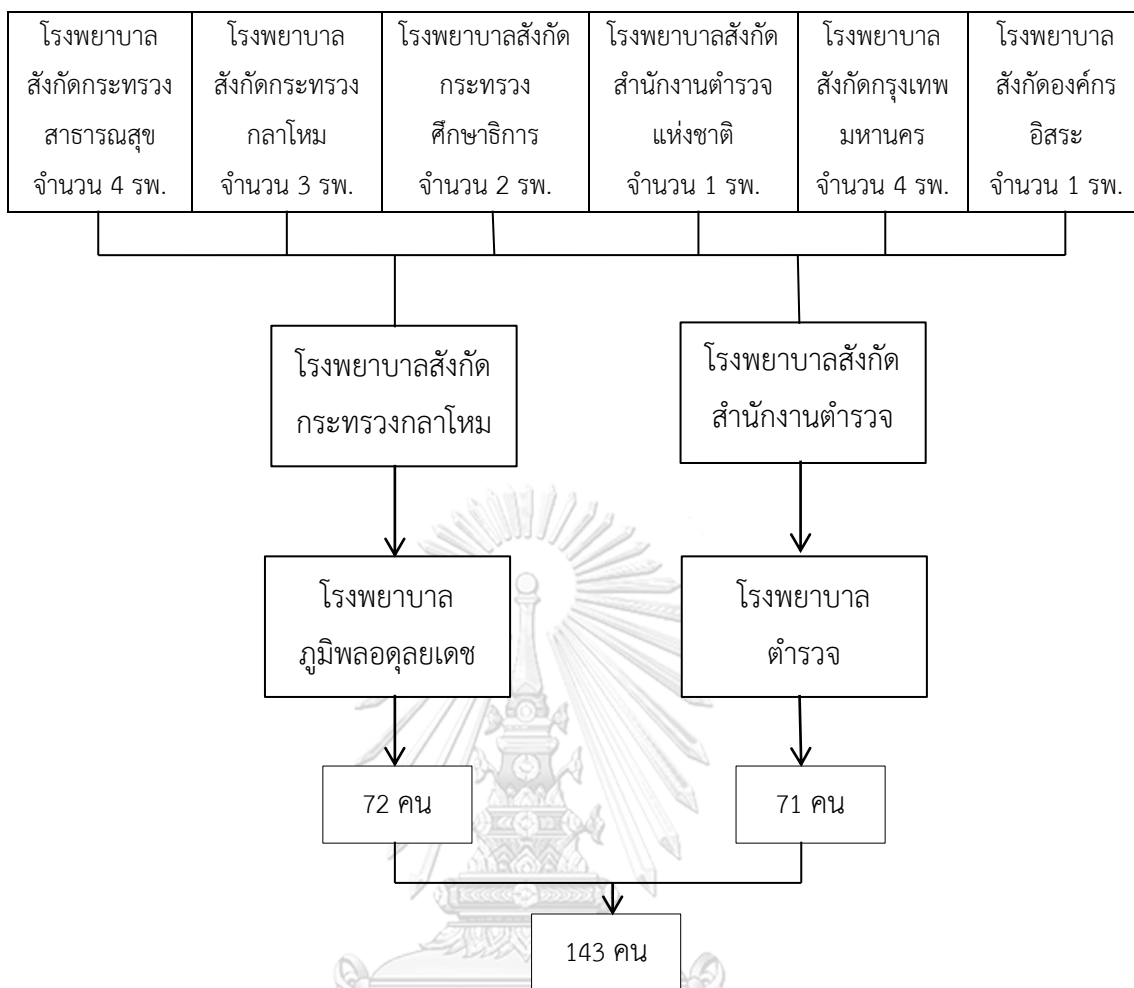 โรงพยาบาล
สังกัดกระทรวง
สาธารณสุข
จำนวน 4 รพ.
โรงพยาบาล
สังกัดกระทรวง
กลาโหม
จำนวน 3 รพ.
โรงพยาบาลสังกัด
กระทรวง
ศึกษาธิการ
จำนวน 2 รพ.
โรงพยาบาลสังกัด
สำนักงานตำรวจ
แห่งชาติ
จำนวน 1 รพ.
โรงพยาบาล
สังกัดกรุงเทพ
มหานคร
จำนวน 4 รพ.
โรงพยาบาล
สังกัดองค์กร
อิสระ
จำนวน 1 รพ.
โรงพยาบาลสังกัด
กระทรวงกลาโหม
โรงพยาบาลสังกัด
สำนักงานตำรวจ
โรงพยาบาล
ภูมิพลอดุลยเดช
โรงพยาบาล
ตำรวจ
72 คน
71 คน
143 คน